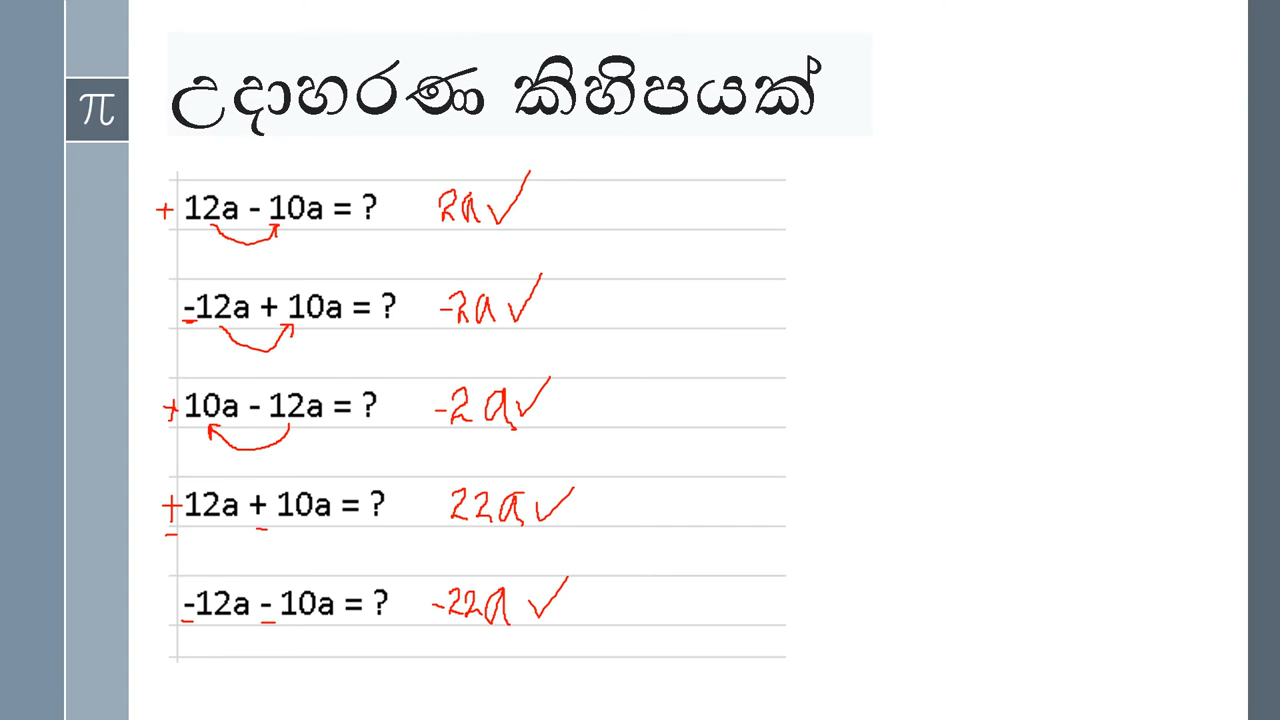 π
උදාහරණ කිහිපයක්
+ 12a - 10a = ? 2a ✓
-12a + 10a = ? -2a ✓
+ 10a - 12a = ? -2a ✓
+ 12a + 10a = ? 22a ✓
-12a - 10a = ? -22a ✓